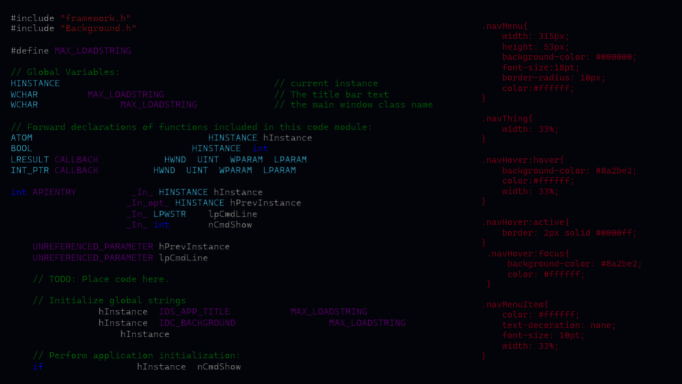 #include "framework.h"
#include "Background.h"
#define MAX_LOADSTRING
// Global Variables:
HINSTANCE // current instance
WCHAR MAX_LOADSTRING // The title bar text
WCHAR MAX_LOADSTRING // the main window class name
// Forward declarations of functions included in this code module:
ATOM HINSTANCE hInstance
BOOL HINSTANCE int
LRESULT CALLBACK HWND UINT WPARAM LPARAM
INT_PTR CALLBACK HWND UINT WPARAM LPARAM
int APIENTRY _In_ HINSTANCE hInstance
_In_opt_ HINSTANCE hPrevInstance
_In_ LPWSTR lpCmdLine
_In_ int nCmdShow
UNREFERENCED_PARAMETER hPrevInstance
UNREFERENCED_PARAMETER lpCmdLine
// TODO: Place code here.
// Initialize global strings
hInstance IDS_APP_TITLE MAX_LOADSTRING
hInstance IDC_BACKGROUND MAX_LOADSTRING
hInstance
// Perform application initialization:
if hInstance nCmdShow
.navMenu{
width: 315px;
height: 53px;
background-color: #000000;
font-size:10pt;
border-radius: 10px;
color:#ffffff;
}
.navThing{
width: 33%;
}
.navHover:hover{
background-color: #8a2be2;
color:#ffffff;
width: 33%;
}
.navHover:active{
border: 2px solid #0000ff;
}
.navHover:focus{
background-color: #8a2be2;
color: #ffffff;
}
.navMenuItem{
color: #ffffff;
text-decoration: none;
font-size: 10pt;
width: 33%;
}